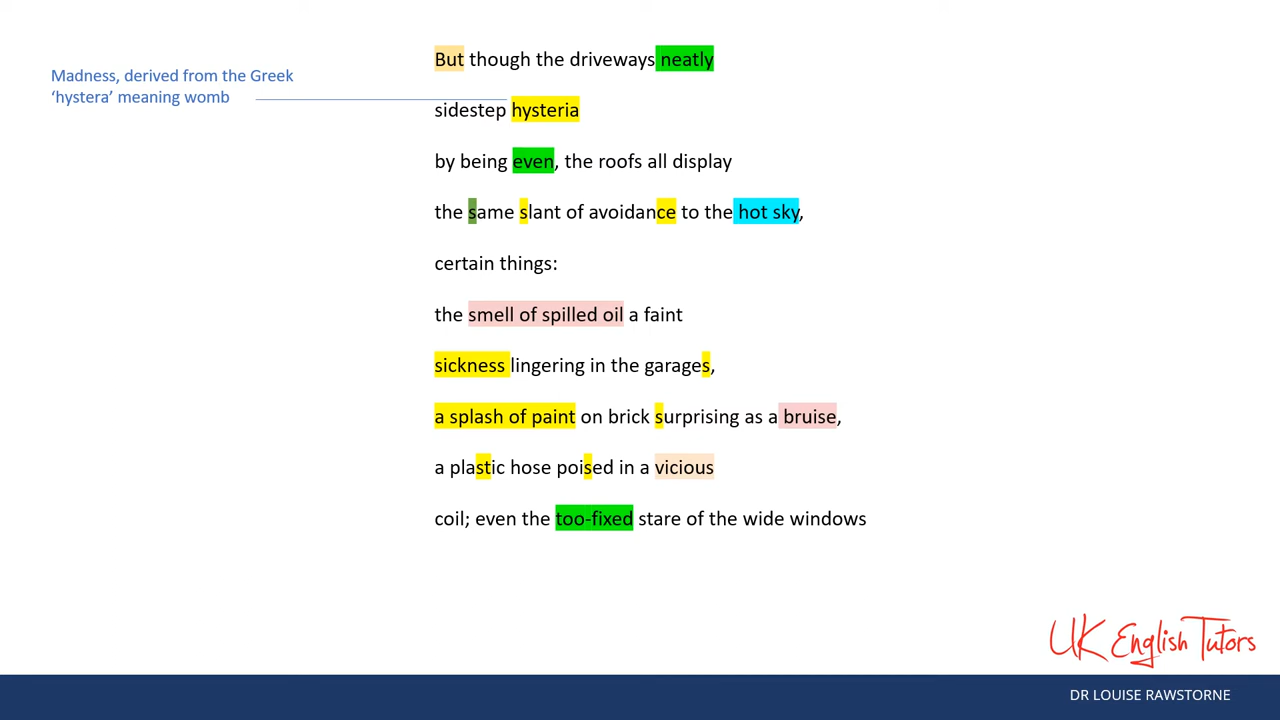 But though the driveways neatly
Madness, derived from the Greek
‘hystera’ meaning womb
sidestep hysteria
by being even, the roofs all display
the same slant of avoidance to the hot sky,
certain things:
the smell of spilled oil a faint
sickness lingering in the garages,
a splash of paint on brick surprising as a bruise,
a plastic hose poised in a vicious
coil; even the too-fixed stare of the wide windows
UK English Tutors
DR LOUISE RAWSTORNE